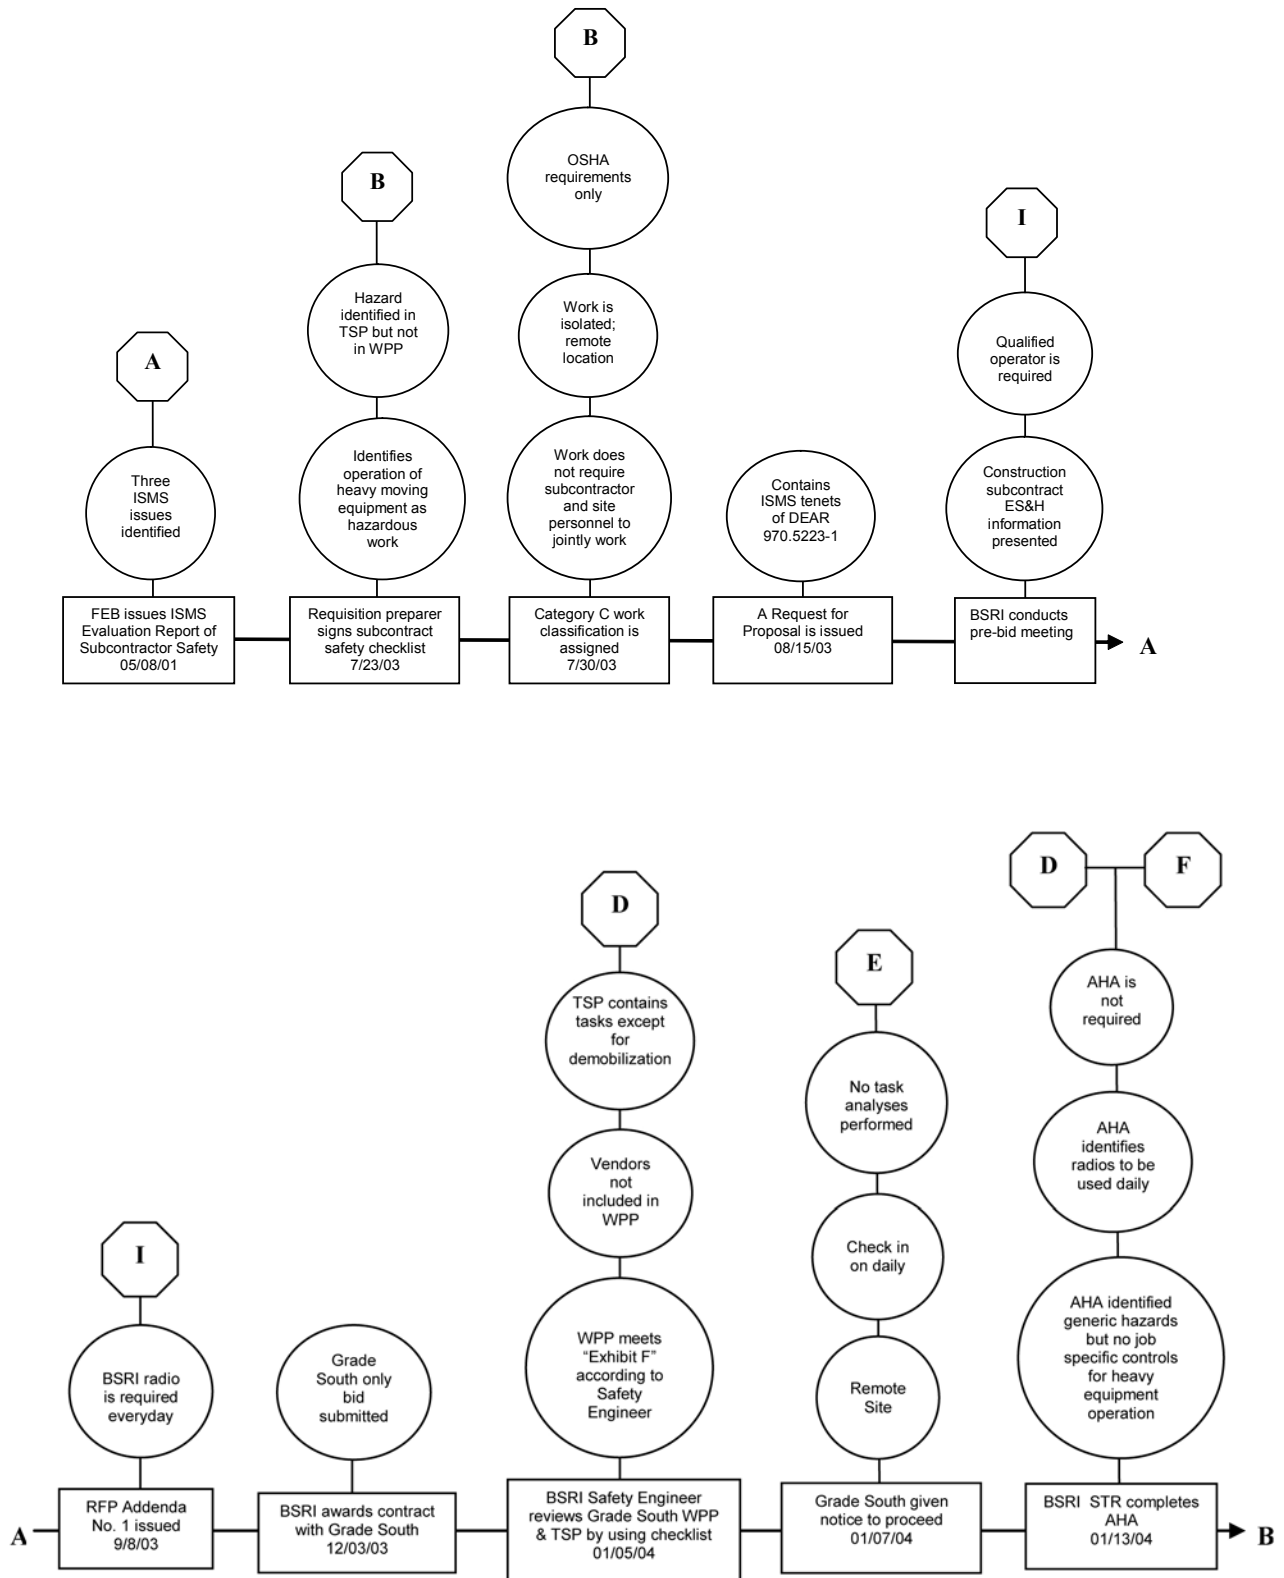 A
Three
ISMS
issues
identified
FEB issues ISMS
Evaluation Report of
Subcontractor Safety
05/08/01
B
Hazard
identified in
TSP but not
in WPP
Identifies
operation of
heavy moving
equipment as
hazardous
work
Requisition preparer
signs subcontract
safety checklist
7/23/03
B
OSHA
requirements
only
Work is
isolated;
remote
location
Work does
not require
subcontractor
and site
personnel to
jointly work
Category C work
classification is
assigned
7/30/03
Contains
ISMS tenets
of DEAR
970.5223-1
A Request for
Proposal is issued
08/15/03
I
Qualified
operator is
required
Construction
subcontract
ES&H
information
presented
BSRI conducts
pre-bid meeting
A
A
I
BSRI radio
is required
everyday
RFP Addenda
No. 1 issued
9/8/03
Grade
South only
bid
submitted
BSRI awards contract
with Grade South
12/03/03
D
TSP contains
tasks except
for
demobilization
Vendors
not
included in
WPP
WPP meets
“Exhibit F”
according to
Safety
Engineer
BSRI Safety Engineer
reviews Grade South WPP
& TSP by using checklist
01/05/04
E
No task
analyses
performed
Check in
on daily
Remote
Site
Grade South given
notice to proceed
01/07/04
D
F
AHA is
not
required
AHA
identifies
radios to be
used daily
AHA identified
generic hazards
but no job
specific controls
for heavy
equipment
operation
BSRI STR completes
AHA
01/13/04
B